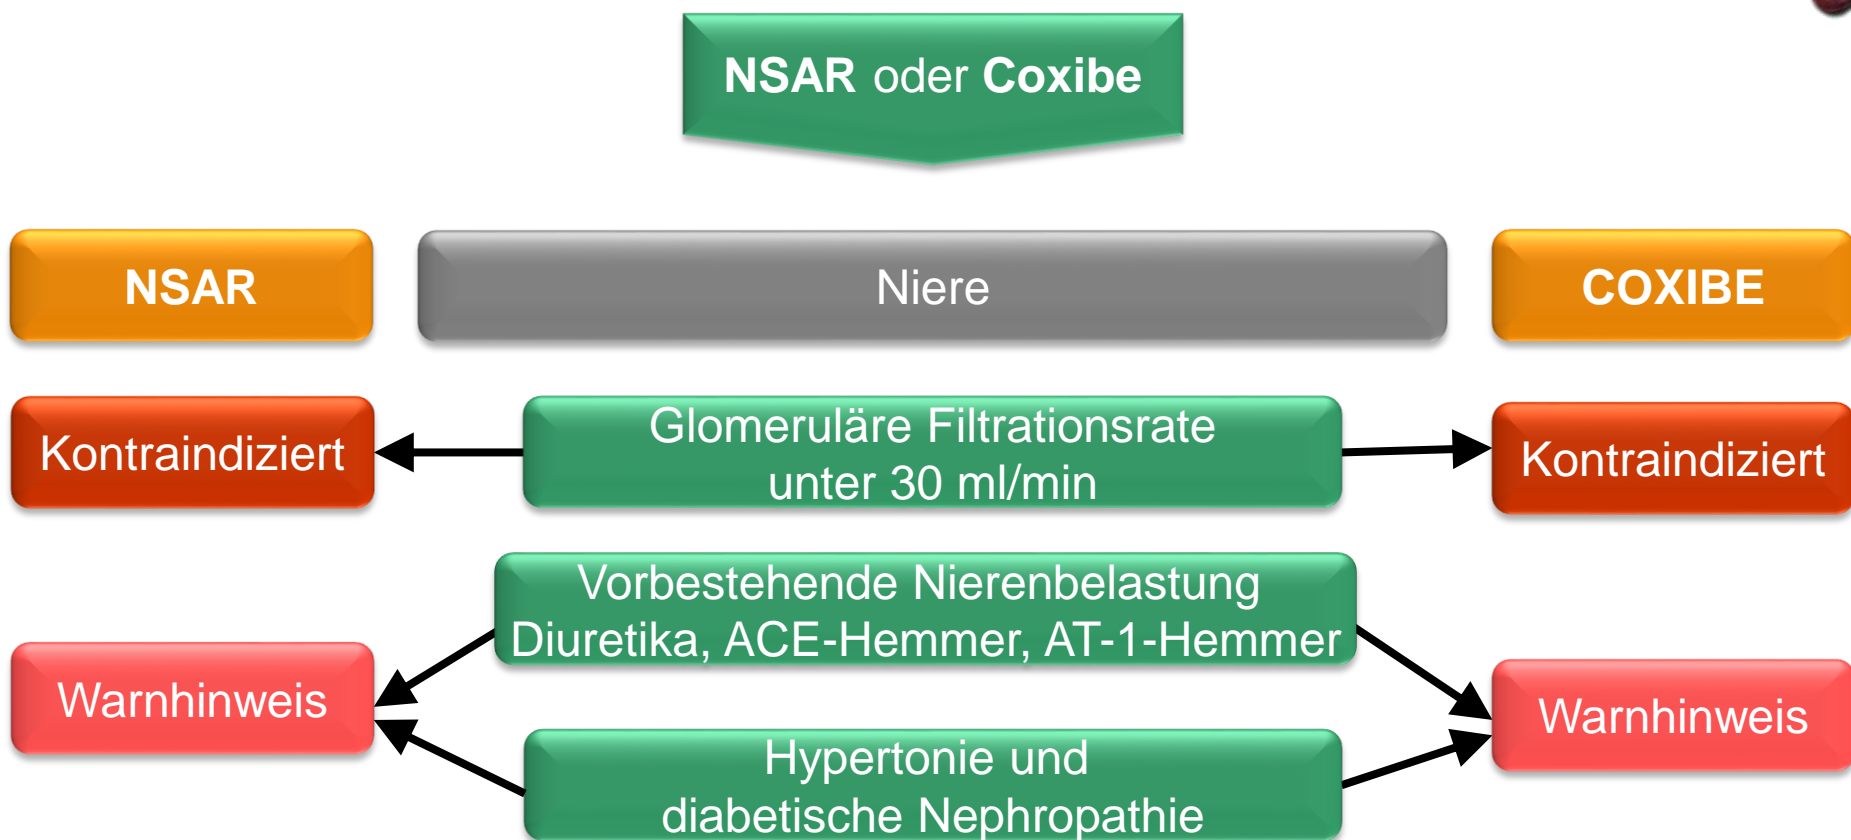 NSAR oder Coxibe
NSAR
Niere
COXIBE
Kontraindiziert
Glomeruläre Filtrationsrate
unter 30 ml/min
Kontraindiziert
Vorbestehende Nierenbelastung
Diuretika, ACE-Hemmer, AT-1-Hemmer
Warnhinweis
Warnhinweis
Hypertonie und
diabetische Nephropathie